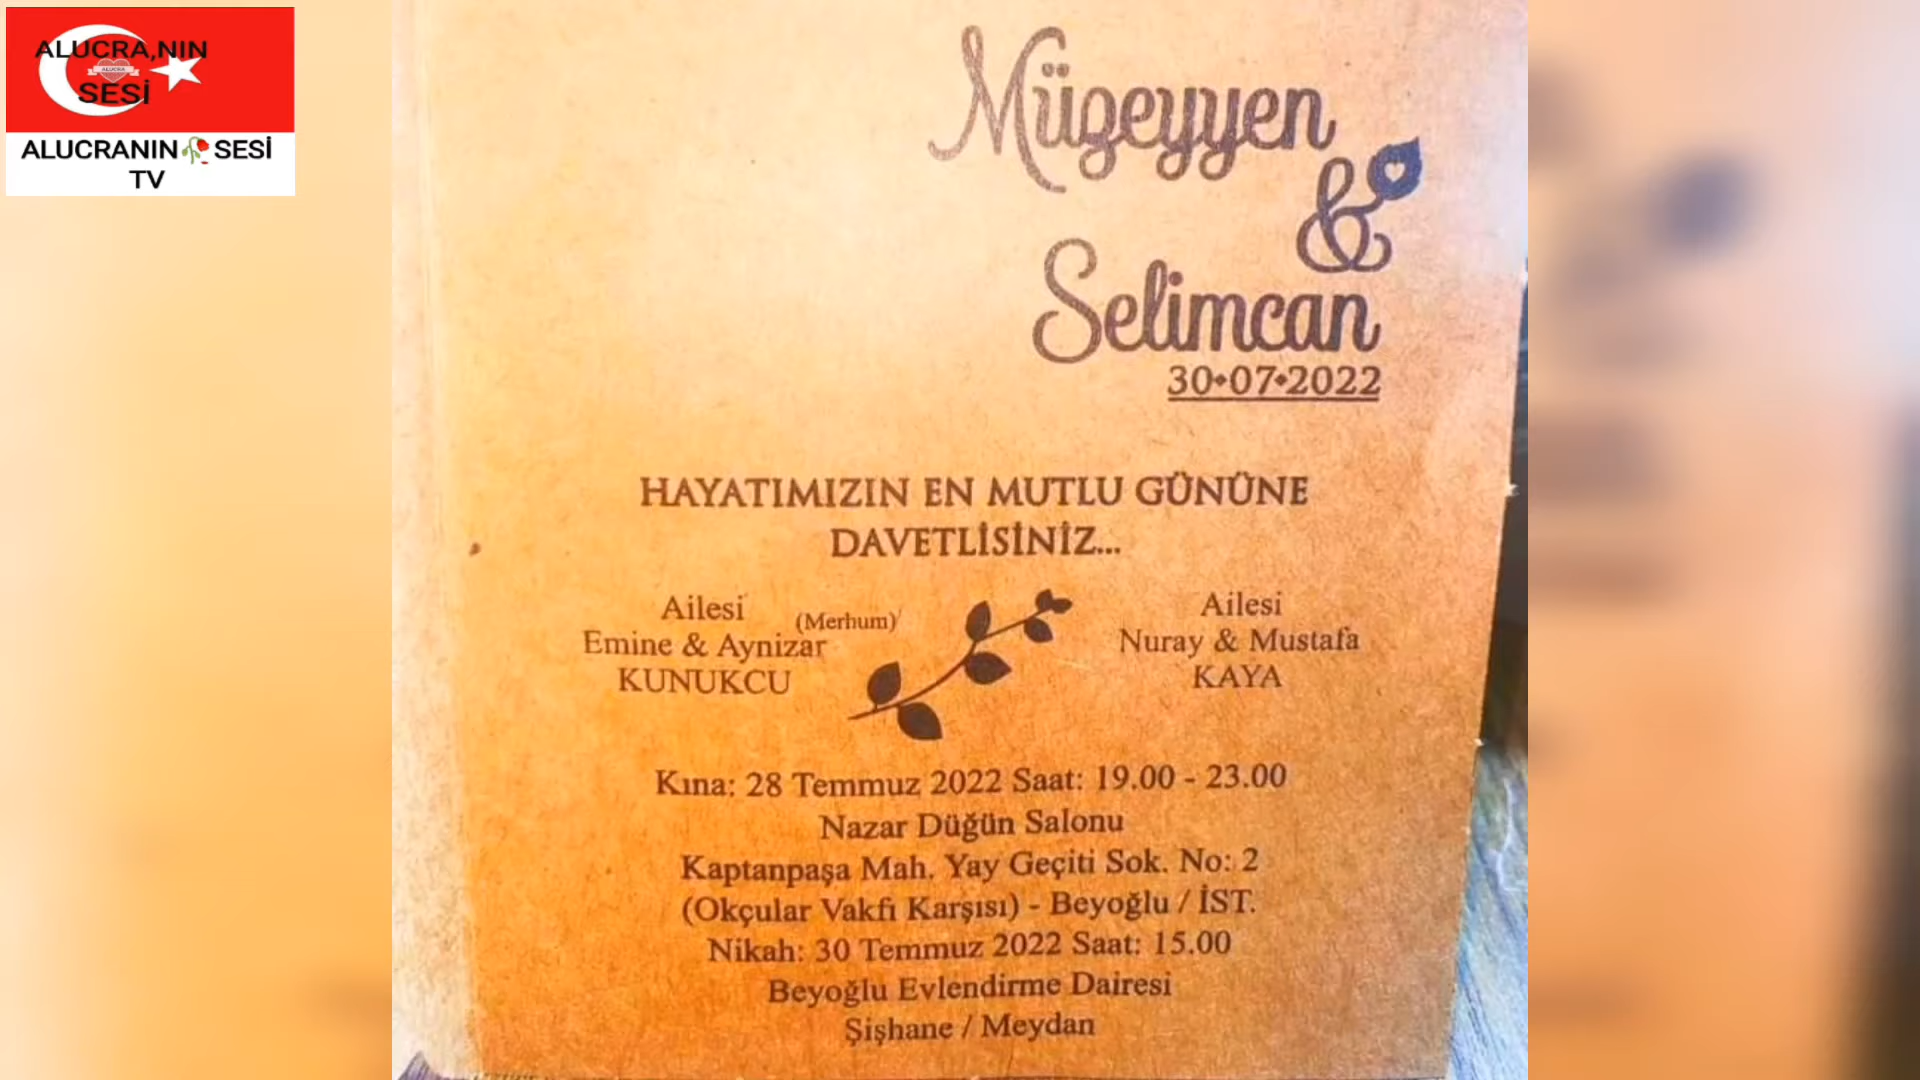 ALUCRA,NIN
ALUCRA
SESİ
ALUCRANIN🥀SESİ
TV
Müzeyyen
&
Selimcan
30•07•2022
HAYATIMIZIN EN MUTLU GÜNÜNE
DAVETLİSİNİZ...
Ailesi
(Merhum)
Emine & Aynizar
KUNUKCU
Ailesi
Nuray & Mustafa
KAYA
Kına: 28 Temmuz 2022 Saat: 19.00 - 23.00
Nazar Düğün Salonu
Kaptanpaşa Mah. Yay Geçiti Sok. No: 2
(Okçular Vakfı Karşısı) - Beyoğlu / İST.
Nikah: 30 Temmuz 2022 Saat: 15.00
Beyoğlu Evlendirme Dairesi
Şişhane / Meydan